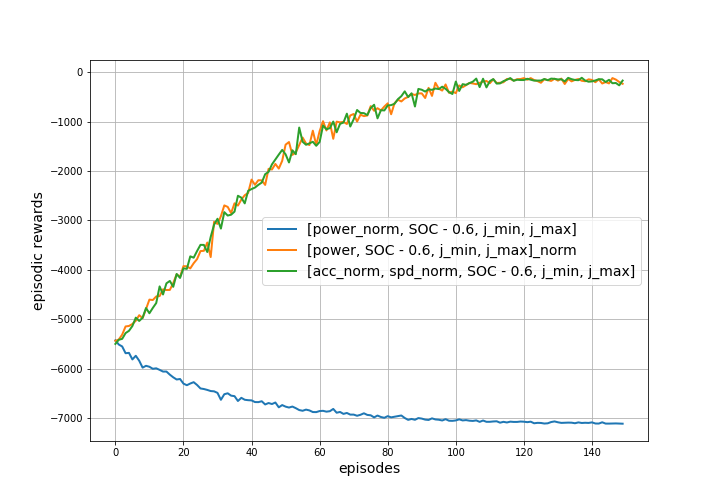 0
−1000
−2000
−3000
−4000
−5000
−6000
−7000
episodic rewards
[power_norm, SOC - 0.6, j_min, j_max]
[power, SOC - 0.6, j_min, j_max]_norm
[acc_norm, spd_norm, SOC - 0.6, j_min, j_max]
0 20 40 60 80 100 120 140
episodes